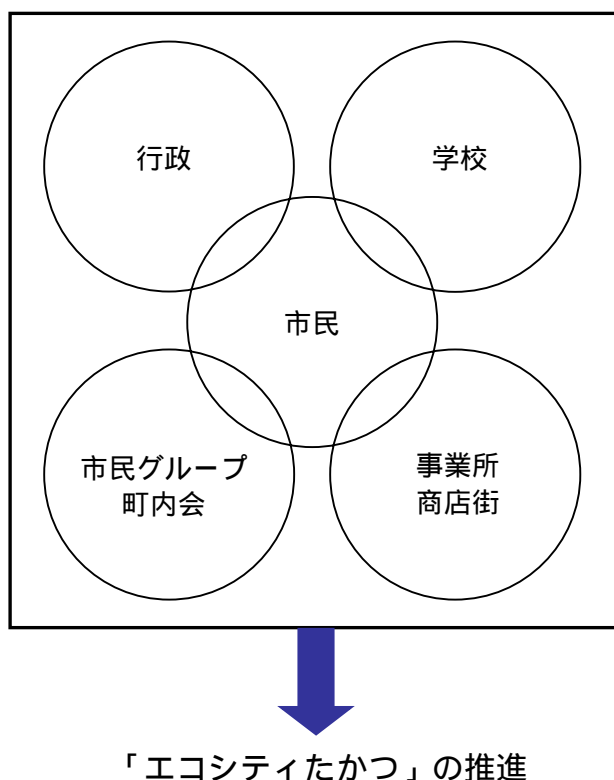 行政
学校
市民
市民グループ
町内会
事業所
商店街
「エコシティたかつ」の推進